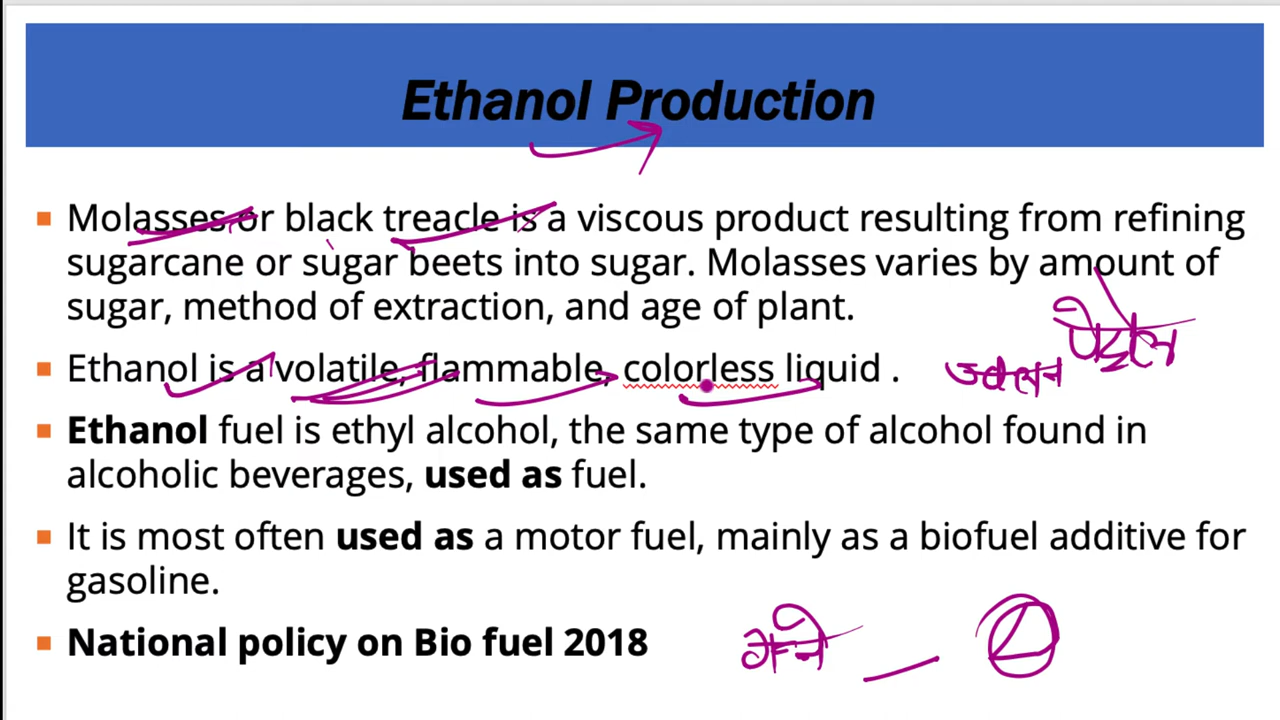 Ethanol Production
Molasses or black treacle is a viscous product resulting from refining
sugarcane or sugar beets into sugar. Molasses varies by amount of
sugar, method of extraction, and age of plant.
Ethanol is a volatile, flammable, colorless liquid .
Ethanol fuel is ethyl alcohol, the same type of alcohol found in
alcoholic beverages, used as fuel.
It is most often used as a motor fuel, mainly as a biofuel additive for
gasoline.
National policy on Bio fuel 2018